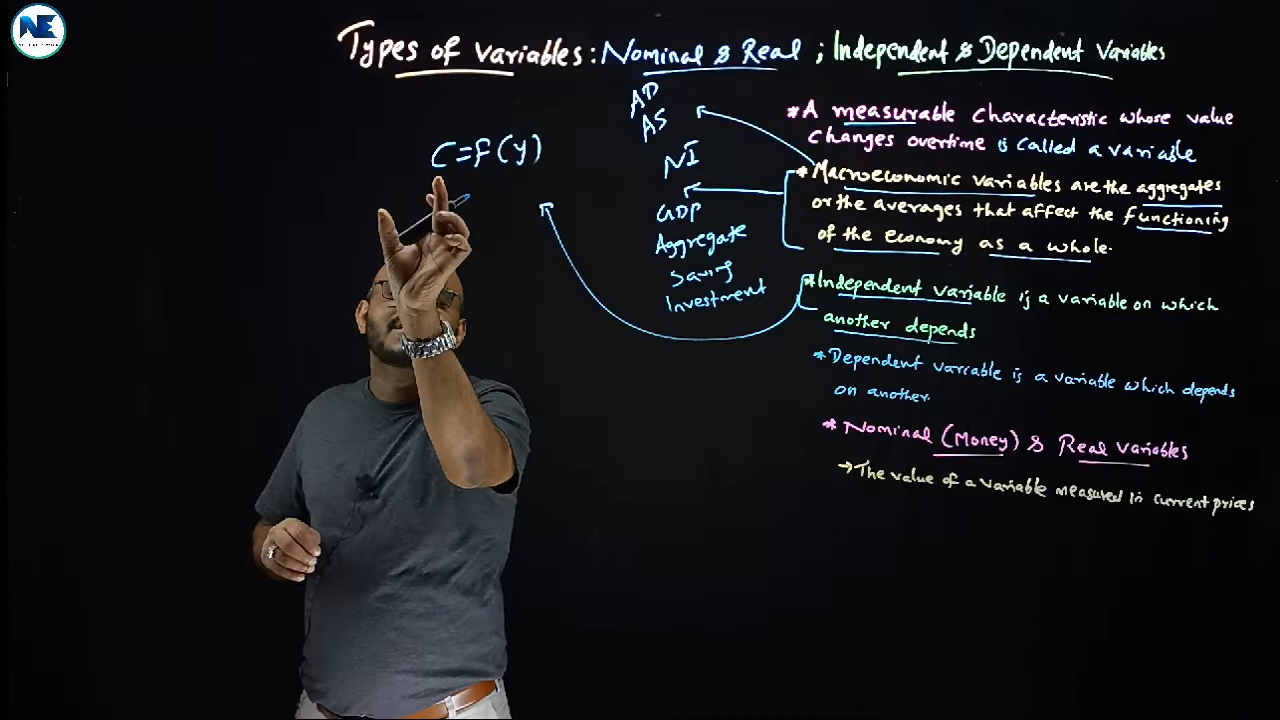 NE
Types of variables: Nominal & Real ; Independent & Dependent Variables
AD
AS
NI
GDP
Aggregate
Saving
Investment
C=f(y)
*A measurable characteristic whose value
changes overtime is called a variable
*Macroeconomic variables are the aggregates
or the averages that affect the functioning
of the economy as a whole.
*Independent variable is a variable on which
another depends
*Dependent variable is a variable which depends
on another.
*Nominal (Money) & Real variables
→The value of a variable measured in current prices